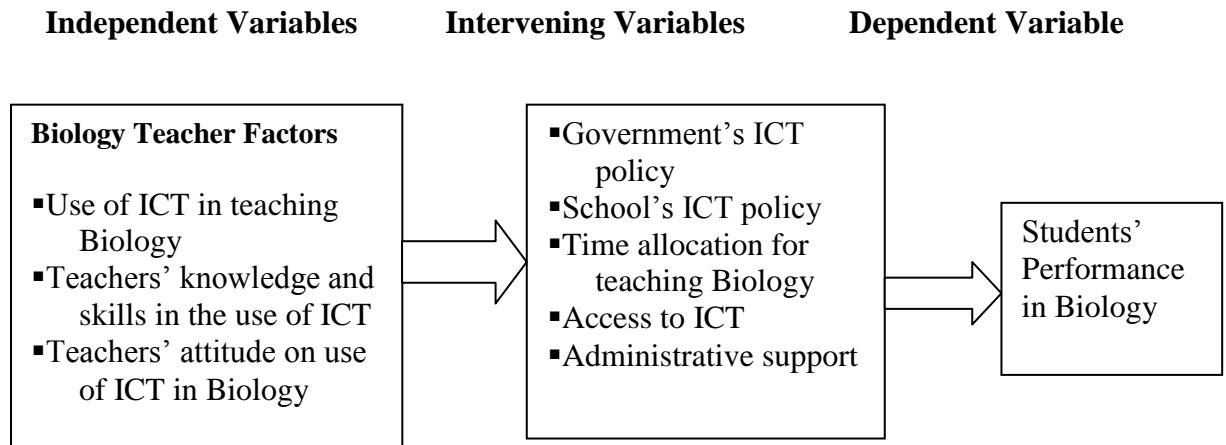 Independent Variables Intervening Variables Dependent Variable
Biology Teacher Factors
▪Use of ICT in teaching
Biology
▪Teachers’ knowledge and
skills in the use of ICT
▪Teachers’ attitude on use
of ICT in Biology
▪Government’s ICT
policy
▪School’s ICT policy
▪Time allocation for
teaching Biology
▪Access to ICT
▪Administrative support
Students’
Performance
in Biology